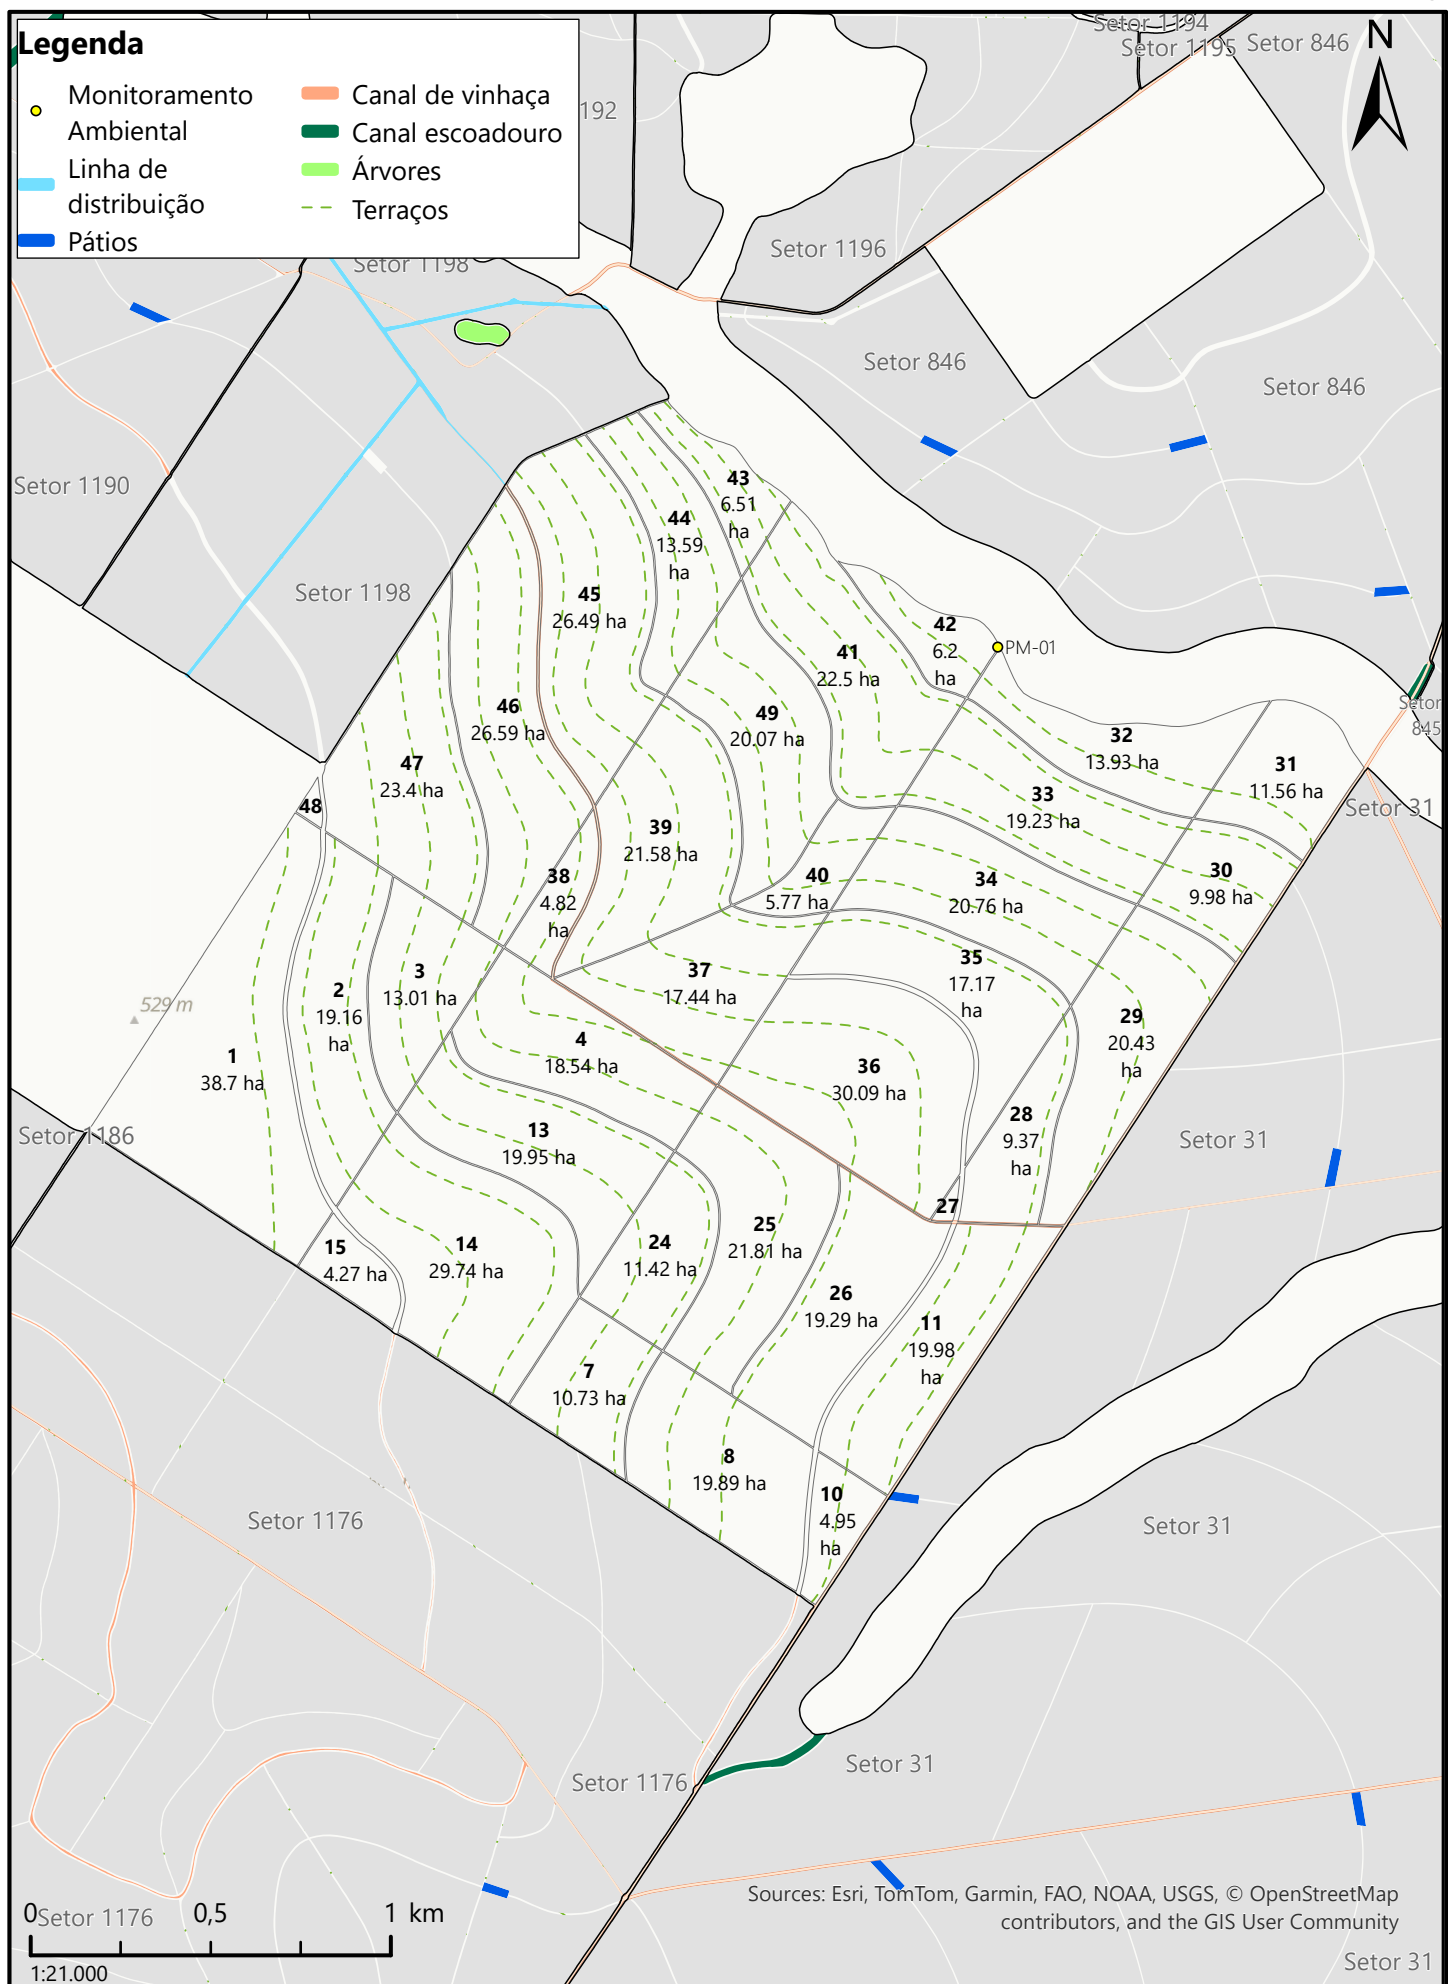 Legenda
Monitoramento
Ambiental
Linha de
distribuição
Pátios
Canal de vinhaça
Canal escoadouro
Árvores
Terraços
N
Setor 1194
Setor 1195
Setor 846
192
Setor 1196
Setor 1198
Setor 846
Setor 846
Setor 1190
Setor 1198
43
6.51
ha
44
13.59
ha
45
26.49 ha
42
6.2
ha
PM-01
41
22.5 ha
46
26.59 ha
49
20.07 ha
Setor
845
32
13.93 ha
31
11.56 ha
47
23.4 ha
33
19.23 ha
48
Setor 31
39
21.58 ha
38
4.82
ha
40
5.77 ha
34
20.76 ha
30
9.98 ha
35
17.17
ha
37
17.44 ha
3
13.01 ha
2
19.16
ha
529 m
29
20.43
ha
1
38.7 ha
4
18.54 ha
36
30.09 ha
28
9.37
ha
Setor 1186
13
19.95 ha
Setor 31
27
15
4.27 ha
14
29.74 ha
24
11.42 ha
25
21.81 ha
26
19.29 ha
11
19.98
ha
7
10.73 ha
8
19.89 ha
10
4.95
ha
Setor 1176
Setor 31
Setor 31
Setor 1176
Sources: Esri, TomTom, Garmin, FAO, NOAA, USGS, © OpenStreetMap
contributors, and the GIS User Community
0 0,5 1 km
Setor 1176
1:21.000
Setor 31